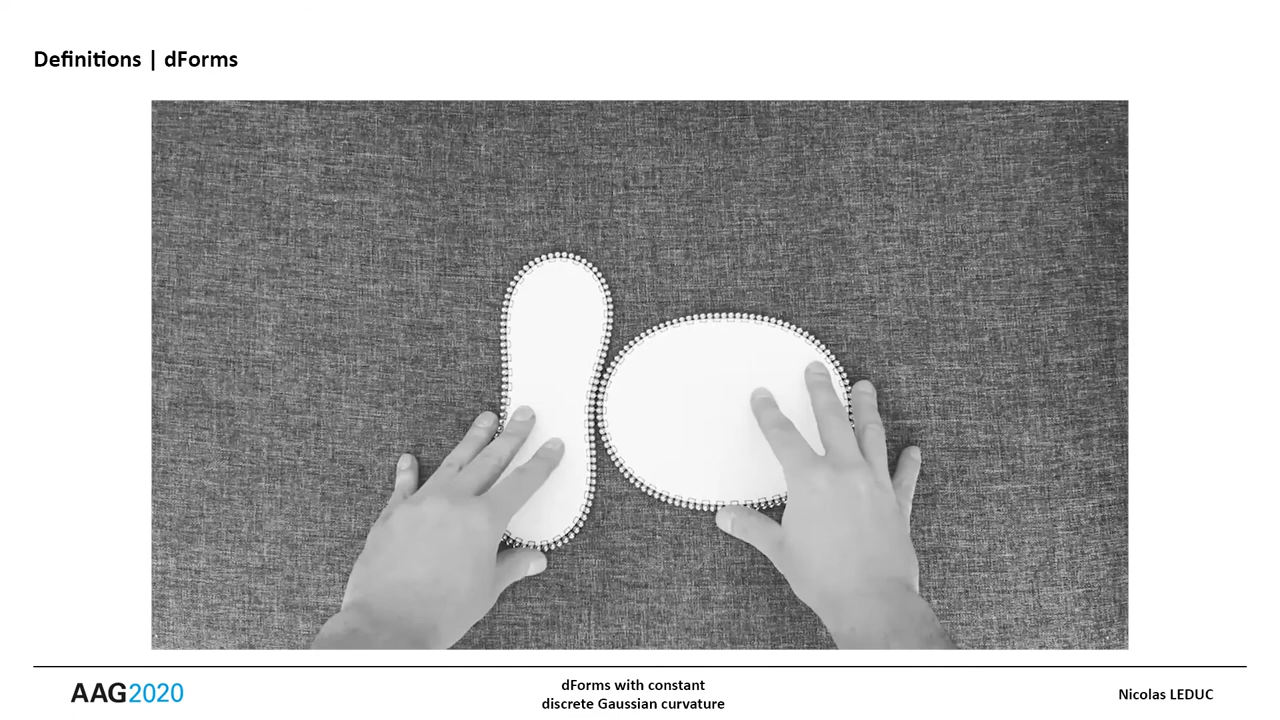 Definitions | dForms
AAG2020
dForms with constant
discrete Gaussian curvature
Nicolas LEDUC